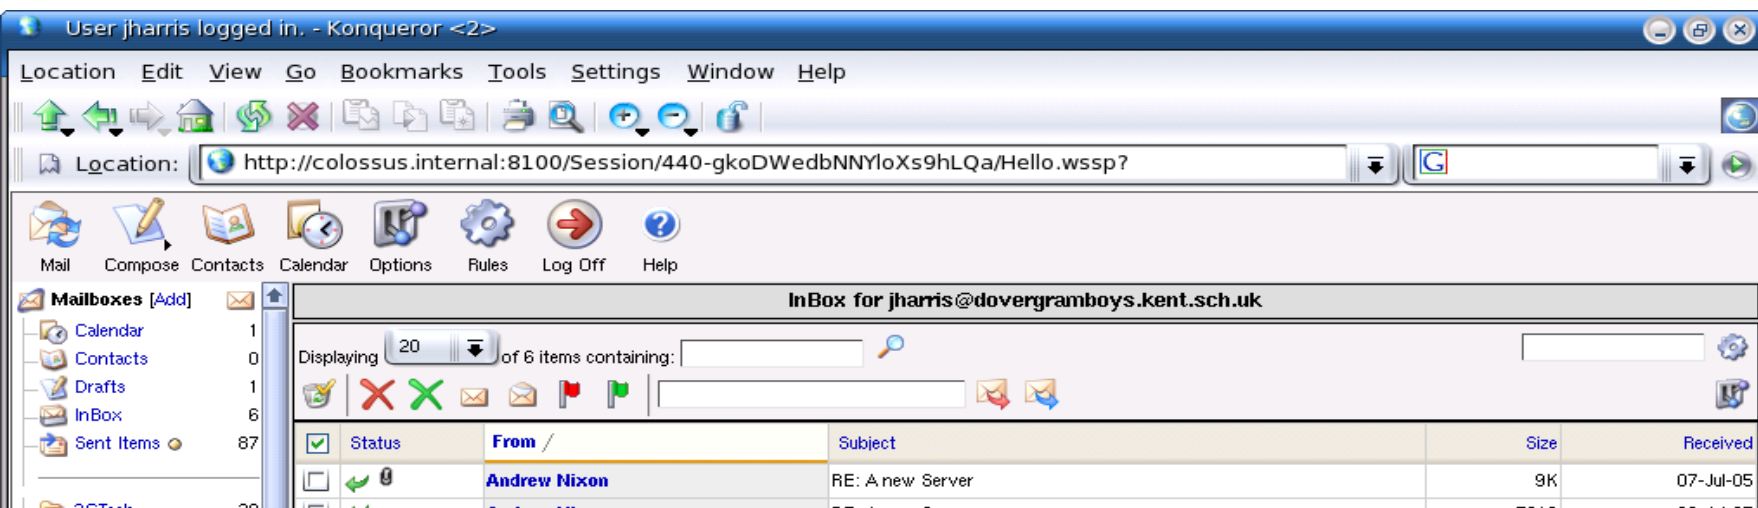 User jharris logged in. - Konqueror <2>
Location Edit View Go Bookmarks Tools Settings Window Help
Location: http://colossus.internal:8100/Session/440-gkoDWedbNNYloXs9hLQa/Hello.wssp?
G
Mail Compose Contacts Calendar Options Rules Log Off Help
Mailboxes [Add]
Calendar 1
Contacts 0
Drafts 1
InBox 6
Sent Items 87
InBox for jharris@dovergramboys.kent.sch.uk
Displaying 20 of 6 items containing:
Status From / Subject Size Received
Andrew Nixon RE: A new Server 9K 07-Jul-05